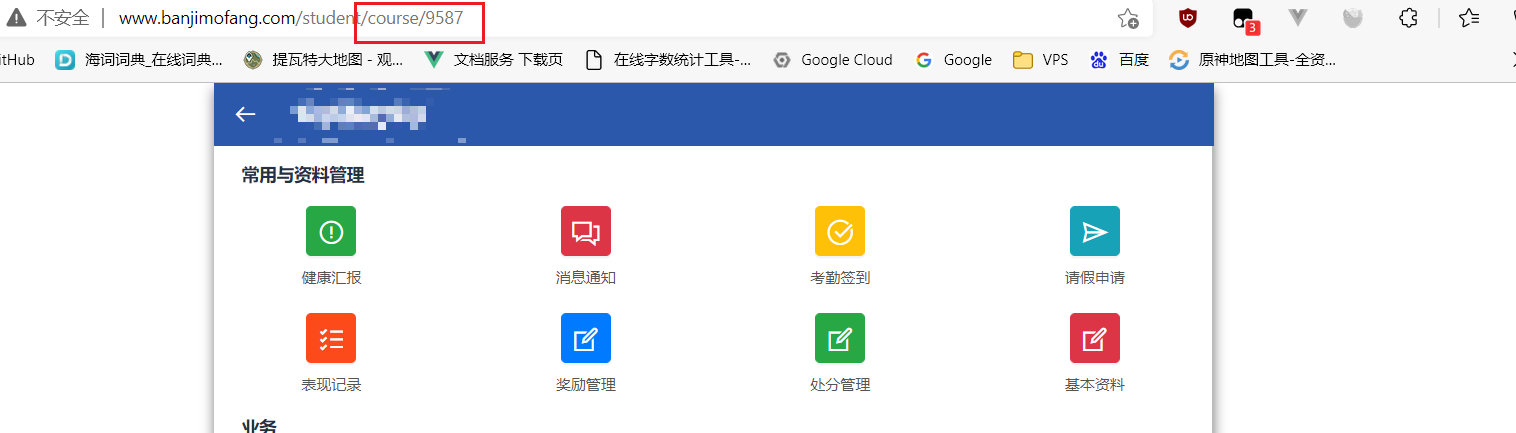 不安全 www.banjimofang.com/student/course/9587 3
itHub 海词词典_在线词典... 提瓦特大地图 - 观... 文档服务 下载页 在线字数统计工具-... Google Cloud Google VPS 百度 原神地图工具-全资...
常用与资料管理
健康汇报 消息通知 考勤签到 请假申请
表现记录 奖励管理 处分管理 基本资料
业务